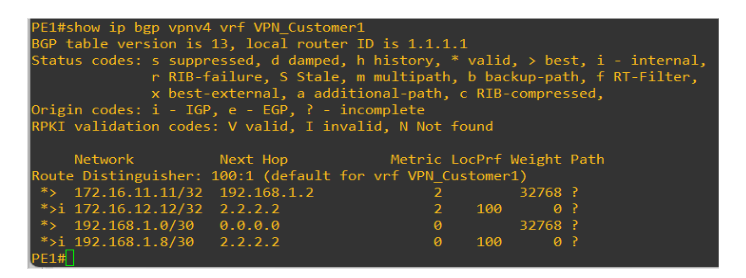 PE1#show ip bgp vpnv4 vrf VPN_Customer1
BGP table version is 13, local router ID is 1.1.1.1
Status codes: s suppressed, d damped, h history, * valid, > best, i - internal,
              r RIB-failure, S Stale, m multipath, b backup-path, f RT-Filter,
              x best-external, a additional-path, c RIB-compressed,
Origin codes: i - IGP, e - EGP, ? - incomplete
RPKI validation codes: V valid, I invalid, N Not found
     Network          Next Hop            Metric LocPrf Weight Path
Route Distinguisher: 100:1 (default for vrf VPN_Customer1)
 *>  172.16.11.11/32  192.168.1.2              2         32768 ?
 *>i 172.16.12.12/32  2.2.2.2                  2    100      0 ?
 *>  192.168.1.0/30   0.0.0.0                  0         32768 ?
 *>i 192.168.1.8/30   2.2.2.2                  0    100      0 ?
PE1#